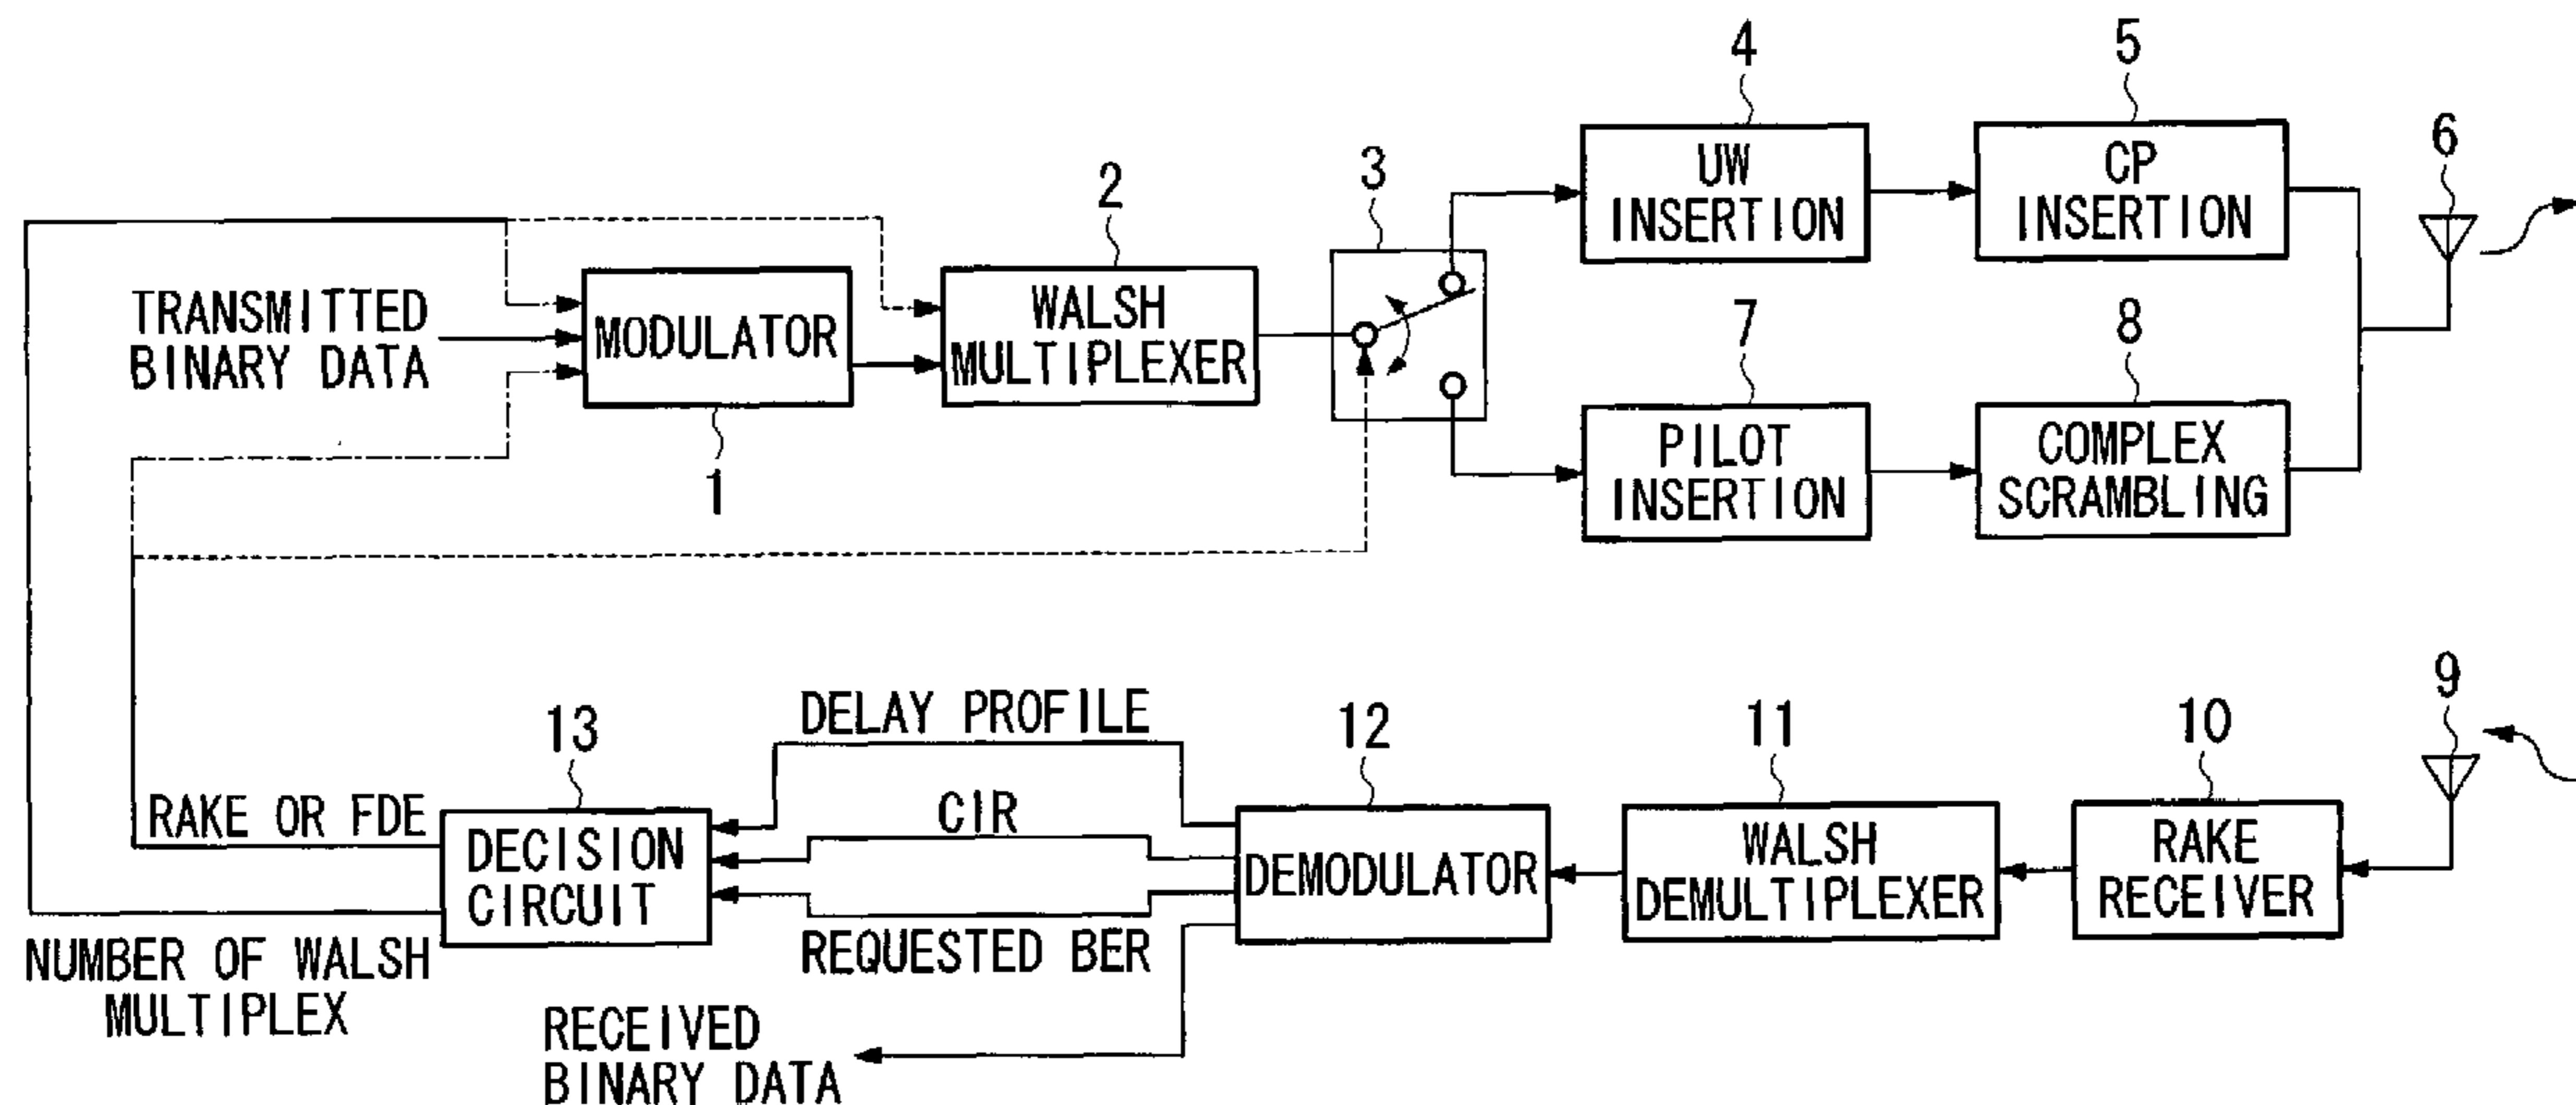 4
5
UW
INSERTION
CP
INSERTION
6
2
3
TRANSMITTED
BINARY DATA
MODULATOR
WALSH
MULTIPLEXER
1
7
8
PILOT
INSERTION
COMPLEX
SCRAMBLING
13
DELAY PROFILE
12
11
10
9
RAKE OR FDE
DECISION
CIRCUIT
CIR
REQUESTED BER
DEMODULATOR
WALSH
DEMULTIPLEXER
RAKE
RECEIVER
NUMBER OF WALSH
MULTIPLEX
RECEIVED
BINARY DATA